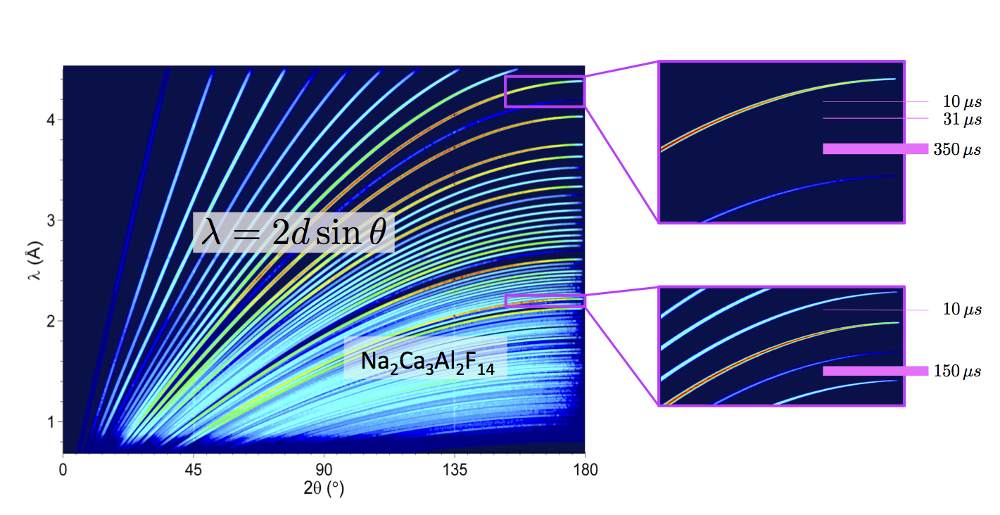 λ = 2d sin θ
Na₂Ca₃Al₂F₁₄
λ (Å)
4
3
2
1
0 45 90 135 180
2θ (°)
10 μs
31 μs
350 μs
10 μs
150 μs